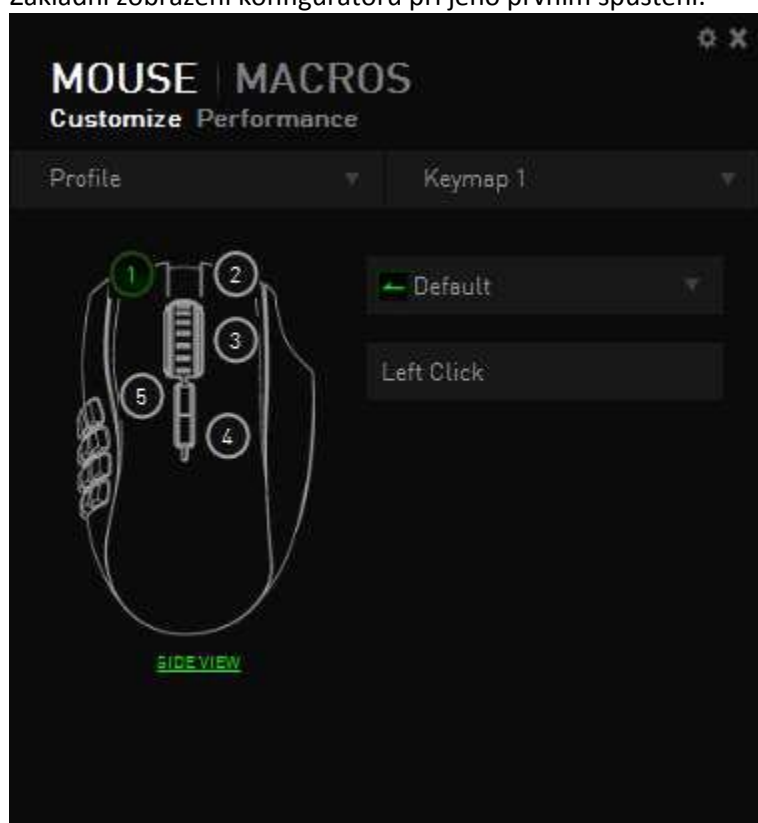 Základní zobrazení konfigurátoru při jeho prvním spuštění:
MOUSE | MACROS
Customize Performance
Profile
Keymap 1
1
2
Default
3
Left Click
5
4
SIDE VIEW